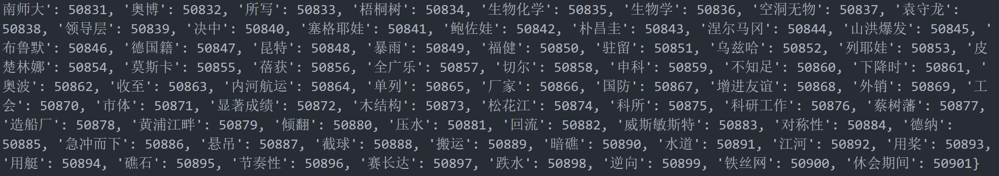 南师大': 50831, '奥博': 50832, '所写': 50833, '梧桐树': 50834, '生物化学': 50835, '生物学': 50836, '空洞无物': 50837, '袁守龙':
50838, '领导层': 50839, '决中': 50840, '塞格耶娃': 50841, '鲍佐娃': 50842, '朴昌圭': 50843, '涅尔马冈': 50844, '山洪爆发': 50845, '
布鲁默': 50846, '德国籍': 50847, '昆特': 50848, '暴雨': 50849, '福健': 50850, '驻留': 50851, '乌兹哈': 50852, '列耶娃': 50853, '皮
楚林娜': 50854, '莫斯卡': 50855, '蓓获': 50856, '全广乐': 50857, '切尔': 50858, '申科': 50859, '不知足': 50860, '下降时': 50861, '
奥波': 50862, '收至': 50863, '内河航运': 50864, '单列': 50865, '厂家': 50866, '国防': 50867, '增进友谊': 50868, '外销': 50869, '工
会': 50870, '市体': 50871, '显著成绩': 50872, '木结构': 50873, '松花江': 50874, '科所': 50875, '科研工作': 50876, '蔡树藩': 50877,
'造船厂': 50878, '黄浦江畔': 50879, '倾翻': 50880, '压水': 50881, '回流': 50882, '威斯敏斯特': 50883, '对称性': 50884, '德纳':
50885, '急冲而下': 50886, '悬吊': 50887, '截球': 50888, '搬运': 50889, '暗礁': 50890, '水道': 50891, '江河': 50892, '用桨': 50893,
'用艇': 50894, '礁石': 50895, '节奏性': 50896, '赛长达': 50897, '跌水': 50898, '逆向': 50899, '铁丝网': 50900, '休会期间': 50901}